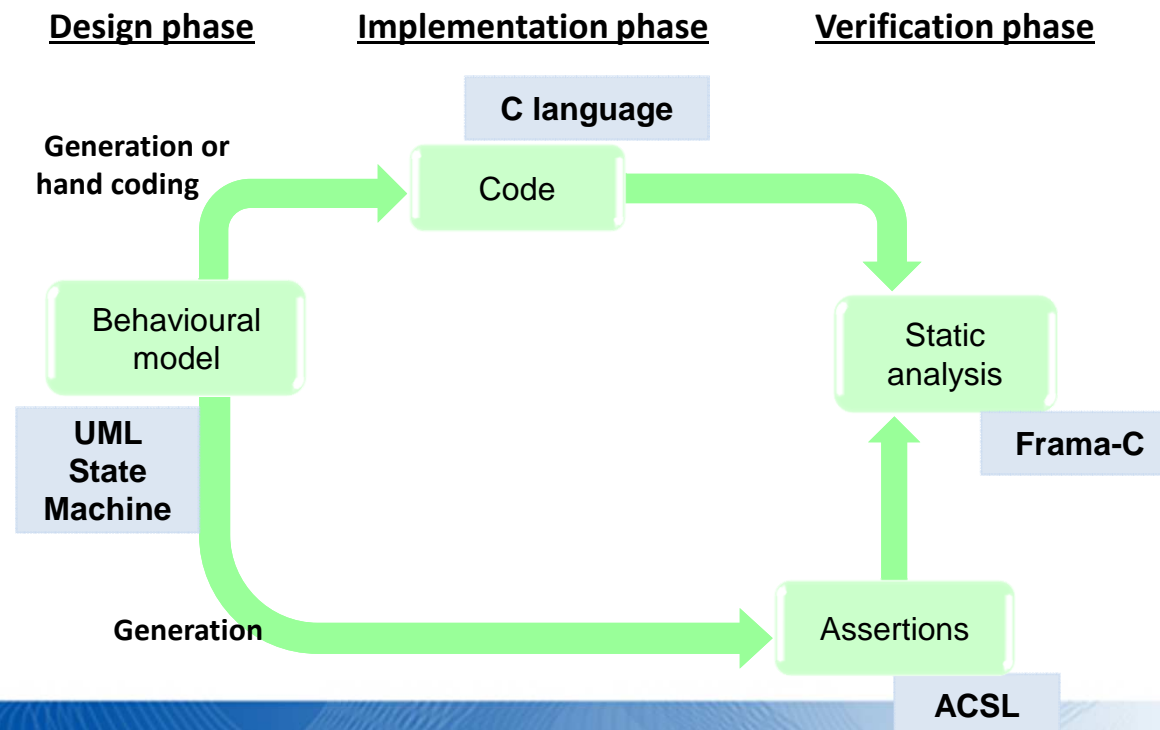 Design phase
Implementation phase
Verification phase
C language
Generation or
hand coding
Code
Behavioural
model
Static
analysis
UML
State
Machine
Frama-C
Generation
Assertions
ACSL